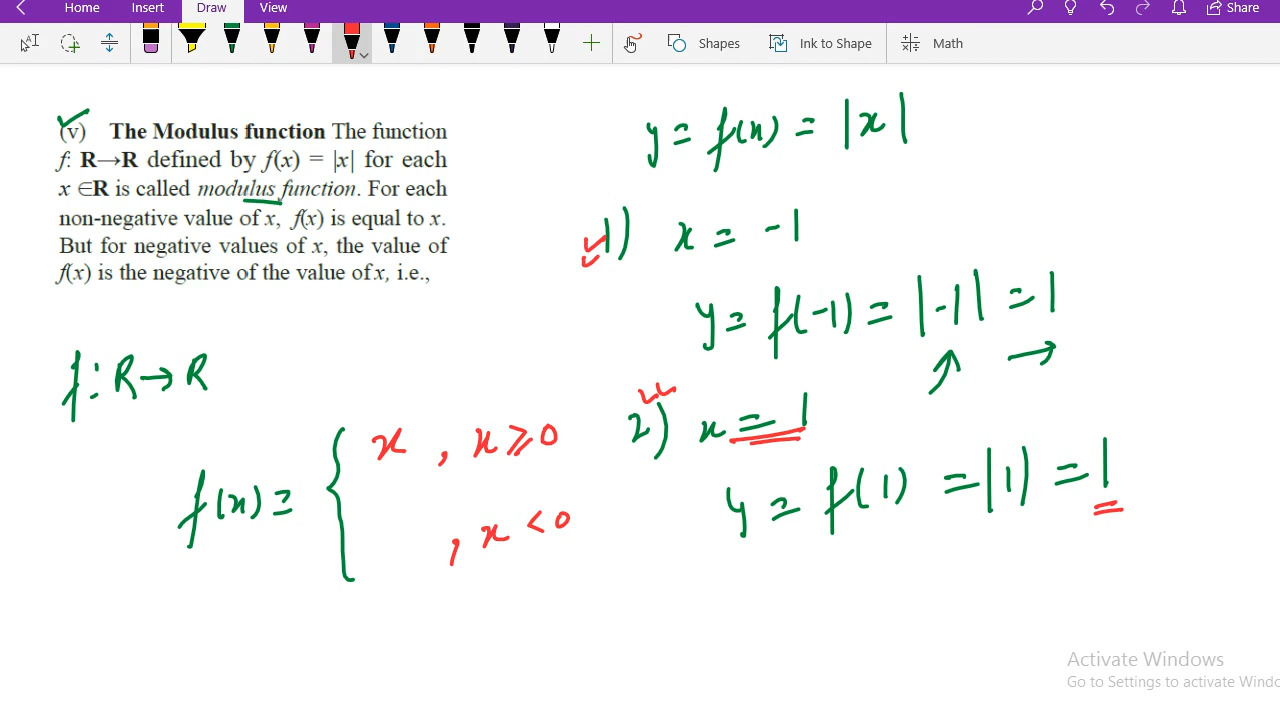 Home Insert Draw View Share
Shapes Ink to Shape Math
(v) The Modulus function The function
f: R→R defined by f(x) = |x| for each
x ∈R is called modulus function. For each
non-negative value of x, f(x) is equal to x.
But for negative values of x, the value of
f(x) is the negative of the value of x, i.e.,
f: R→R
f(x) = {
x , x ≥ 0
, x < 0
y = f(x) = |x|
1) x = -1
y = f(-1) = |-1| = 1
2) x = 1
y = f(1) = |1| = 1
Activate Windows
Go to Settings to activate Windo